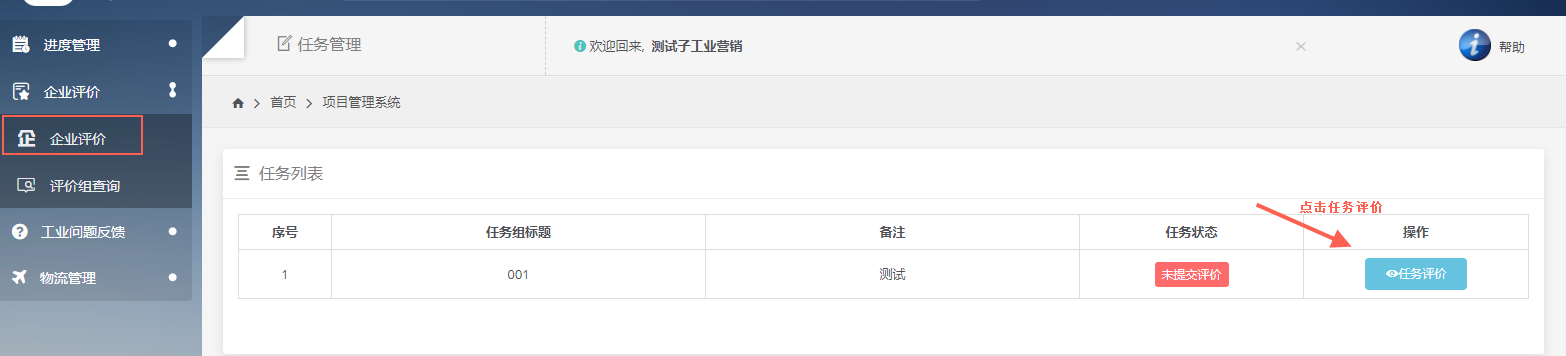 进度管理
企业评价
企业评价
评价组查询
工业问题反馈
物流管理
任务管理
欢迎回来, 测试子工业营销
×
帮助
首页 > 项目管理系统
任务列表
点击任务评价
序号 任务组标题 备注 任务状态 操作
1 001 测试 未提交评价 任务评价